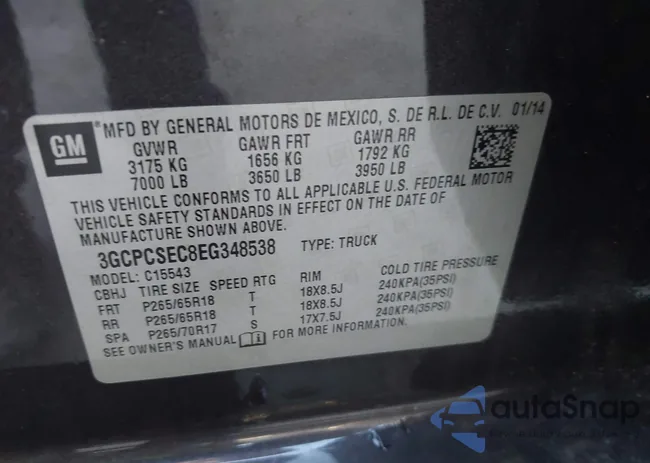 GM
*MFD BY GENERAL MOTORS DE MEXICO, S. DE R.L. DE C.V. 01/14
GVWR GAWR FRT GAWR RR
3175 KG 1656 KG 1792 KG
7000 LB 3650 LB 3950 LB
THIS VEHICLE CONFORMS TO ALL APPLICABLE U.S. FEDERAL MOTOR
VEHICLE SAFETY STANDARDS IN EFFECT ON THE DATE OF
MANUFACTURE SHOWN ABOVE.
3GCPCSEC8EG348538 TYPE: TRUCK
MODEL: C15543
CBHJ TIRE SIZE SPEED RTG RIM COLD TIRE PRESSURE
FRT P265/65R18 T 18X8.5J 240KPA(35PSI)
RR P265/65R18 T 18X8.5J 240KPA(35PSI)
SPA P265/70R17 S 17X7.5J 240KPA(35PSI)
SEE OWNER'S MANUAL FOR MORE INFORMATION.
autaSnap